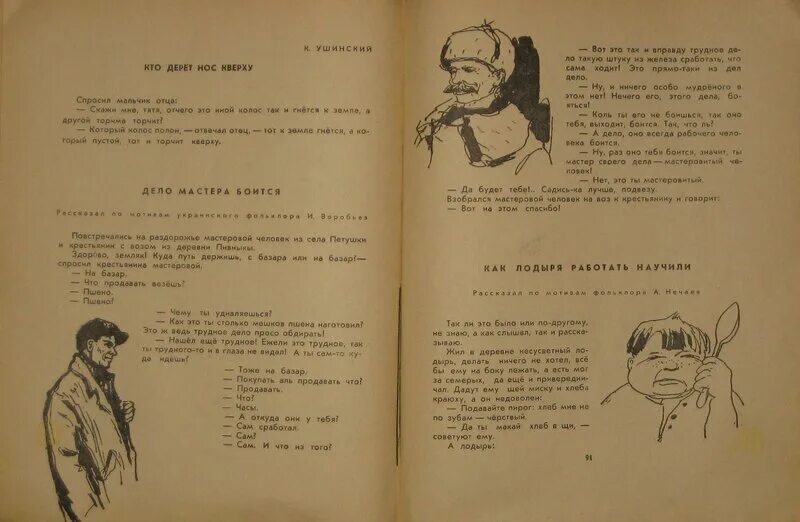 К. УШИНСКИЙ
КТО ДЕРЕТ НОС КВЕРХУ
Спросил мальчик отца:
— Скажи мне, тятя, отчего это иной колос так и гнётся к земле, а
другой торчма торчит?
— Который колос полон, — отвечал отец, — тот к земле гнётся, а ко-
торый пустой, тот и торчит кверху.
ДЕЛО МАСТЕРА БОИТСЯ
Рассказал по мотивам украинского фольклора И. Воробьев
Повстречались на раздорожье мастеровой человек из села Петушки
и крестьянин с возом из деревни Пивныкы.
Здорово, земляк! Куда путь держишь, с базара или на базар?—
спросил крестьянина мастеровой.
— На базар.
— Что продавать везёшь?
— Пшено.
— Пшено?
— Чему ты удивляешься?
— Как это ты столько мешков пшена наготовил?
Это ж ведь трудное дело просо обдирать!
— Нашёл ещё трудное! Ежели это трудное, так
ты трудного-то и в глаза не видал! А ты сам-то ку-
да идёшь?
— Тоже на базар.
— Покупать аль продавать что?
— Продавать.
— Что?
— Часы.
— А откуда они у тебя?
— Сам сработал.
— Сам?
— Сам. И что из того?
— Вот это так и вправду трудное де-
ло такую штуку из железа сработать, что
сама ходит! Это прямо-таки из дел
дело.
— Ну, и ничего особо мудрёного в
этом нет! Нечего его, этого дела, бо-
яться!
— Коль ты его не боишься, так оно
тебя, выходит, боится. Так, что ль?
— А дело, оно всегда рабочего чело-
века боится.
— Ну, раз оно тебя боится, значит, ты
мастер своего дела — мастеровитый че-
ловек!
— Нет, это ты мастеровитый.
— Да будет тебе!.. Садись-ка лучше, подвезу.
Взобрался мастеровой человек на воз к крестьянину и говорит:
— Вот на этом спасибо!
КАК ЛОДЫРЯ РАБОТАТЬ НАУЧИЛИ
Рассказал по мотивам фольклора А. Нечаев
Так ли это было или по-другому,
не знаю, а как слышал, так и расска-
зываю.
Жил в деревне несусветный ло-
дырь, делать ничего не хотел, всё
бы ему на боку лежать, а есть мог
за семерых, да ещё и привередни-
чал. Дадут ему щей миску и хлеба
краюху, а он недоволен:
— Подавайте пирог: хлеб мне не
по зубам — чёрствый.
— Да ты макай хлеб в щи, —
советуют ему.
А лодырь:
91